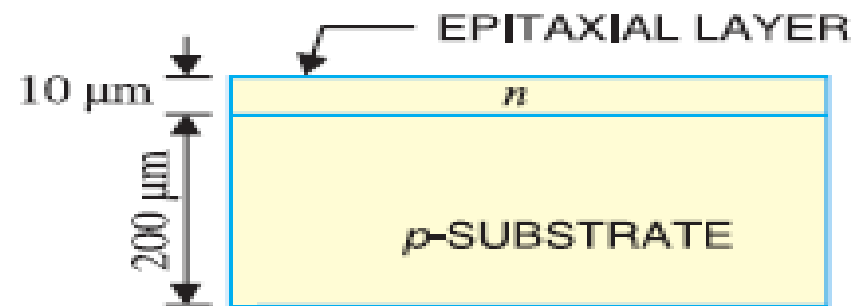 EPITAXIAL LAYER
10 μm
n
200 μm
p-SUBSTRATE